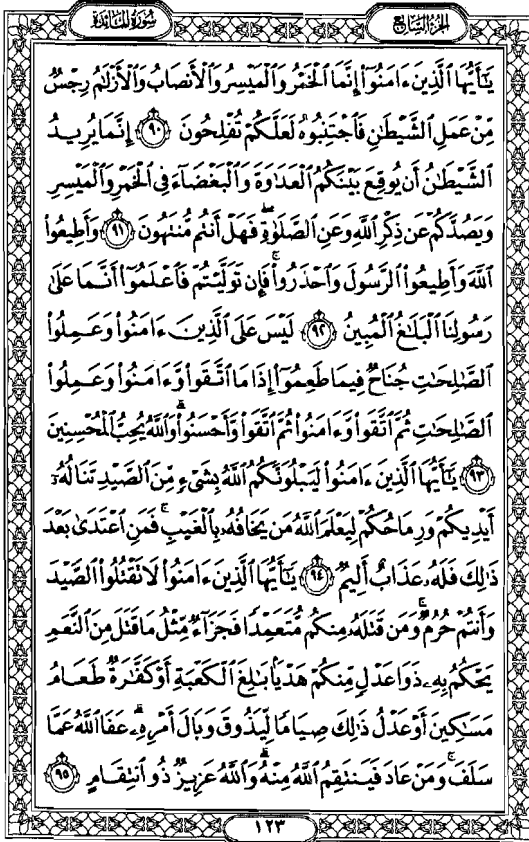 الجزء السابع
سورة المائدة
يَٰٓأَيُّهَا ٱلَّذِينَ ءَامَنُوٓا۟ إِنَّمَا ٱلْخَمْرُ وَٱلْمَيْسِرُ وَٱلْأَنصَابُ وَٱلْأَزْلَٰمُ رِجْسٌ
مِّنْ عَمَلِ ٱلشَّيْطَٰنِ فَٱجْتَنِبُوهُ لَعَلَّكُمْ تُفْلِحُونَ ٩٠ إِنَّمَا يُرِيدُ
ٱلشَّيْطَٰنُ أَن يُوقِعَ بَيْنَكُمُ ٱلْعَدَٰوَةَ وَٱلْبَغْضَآءَ فِى ٱلْخَمْرِ وَٱلْمَيْسِرِ
وَيَصُدَّكُمْ عَن ذِكْرِ ٱللَّهِ وَعَنِ ٱلصَّلَوٰةِ ۖ فَهَلْ أَنتُم مُّنتَهُونَ ٩١ وَأَطِيعُوا۟
ٱللَّهَ وَأَطِيعُوا۟ ٱلرَّسُولَ وَٱحْذَرُوا۟ ۚ فَإِن تَوَلَّيْتُمْ فَٱعْلَمُوٓا۟ أَنَّمَا عَلَىٰ
رَسُولِنَا ٱلْبَلَٰغُ ٱلْمُبِينُ ٩٢ لَيْسَ عَلَى ٱلَّذِينَ ءَامَنُوا۟ وَعَمِلُوا۟
ٱلصَّٰلِحَٰتِ جُنَاحٌ فِيمَا طَعِمُوٓا۟ إِذَا مَا ٱتَّقَوا۟ وَّءَامَنُوا۟ وَعَمِلُوا۟
ٱلصَّٰلِحَٰتِ ثُمَّ ٱتَّقَوا۟ وَّءَامَنُوا۟ ثُمَّ ٱتَّقَوا۟ وَّأَحْسَنُوا۟ ۗ وَٱللَّهُ يُحِبُّ ٱلْمُحْسِنِينَ
٩٣ يَٰٓأَيُّهَا ٱلَّذِينَ ءَامَنُوا۟ لَيَبْلُوَنَّكُمُ ٱللَّهُ بِشَىْءٍ مِّنَ ٱلصَّيْدِ تَنَالُهُۥٓ
أَيْدِيكُمْ وَرِمَاحُكُمْ لِيَعْلَمَ ٱللَّهُ مَن يَخَافُهُۥ بِٱلْغَيْبِ ۚ فَمَنِ ٱعْتَدَىٰ بَعْدَ
ذَٰلِكَ فَلَهُۥ عَذَابٌ أَلِيمٌ ٩٤ يَٰٓأَيُّهَا ٱلَّذِينَ ءَامَنُوا۟ لَا تَقْتُلُوا۟ ٱلصَّيْدَ
وَأَنتُمْ حُرُمٌ ۚ وَمَن قَتَلَهُۥ مِنكُم مُّتَعَمِّدًا فَجَزَآءٌ مِّثْلُ مَا قَتَلَ مِنَ ٱلنَّعَمِ
يَحْكُمُ بِهِۦ ذَوَا عَدْلٍ مِّنكُمْ هَدْيًۢا بَٰلِغَ ٱلْكَعْبَةِ أَوْ كَفَّٰرَةٌ طَعَامُ
مَسَٰكِينَ أَوْ عَدْلُ ذَٰلِكَ صِيَامًا لِّيَذُوقَ وَبَالَ أَمْرِهِۦ ۗ عَفَا ٱللَّهُ عَمَّا
سَلَفَ ۚ وَمَنْ عَادَ فَيَنتَقِمُ ٱللَّهُ مِنْهُ ۗ وَٱللَّهُ عَزِيزٌ ذُو ٱنتِقَامٍ ٩٥
١٢٣